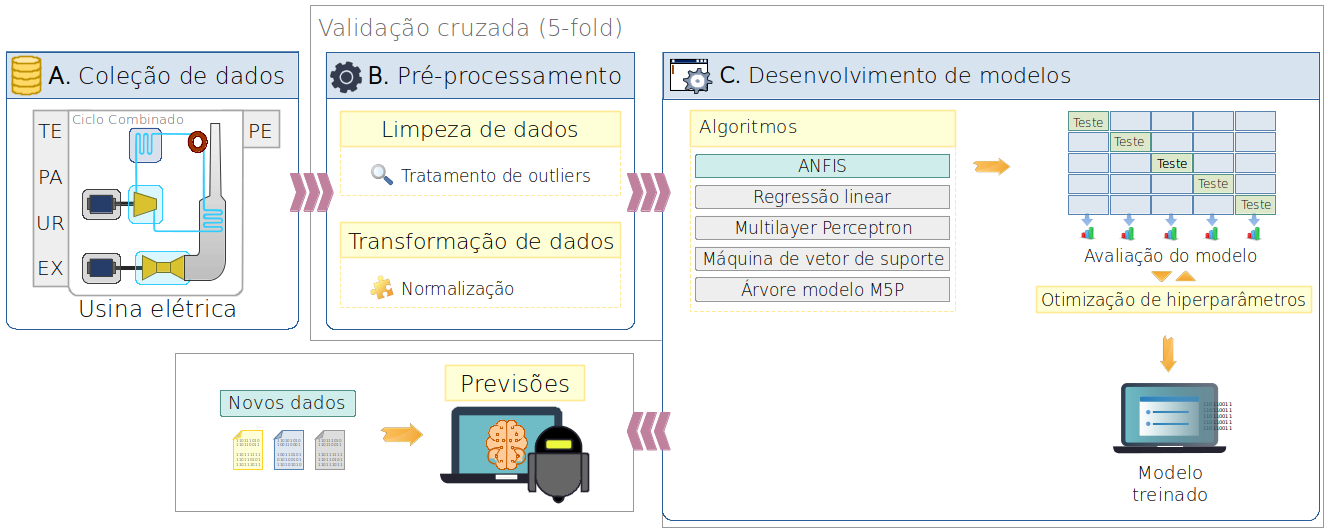 Validação cruzada (5-fold)
A. Coleção de dados
Ciclo Combinado
TE
PA
UR
EX
PE
Usina elétrica
B. Pré-processamento
Limpeza de dados
Tratamento de outliers
Transformação de dados
Normalização
C. Desenvolvimento de modelos
Algoritmos
ANFIS
Regressão linear
Multilayer Perceptron
Máquina de vetor de suporte
Árvore modelo M5P
Teste
Teste
Teste
Teste
Teste
Avaliação do modelo
Otimização de hiperparâmetros
Modelo
treinado
Novos dados
Previsões